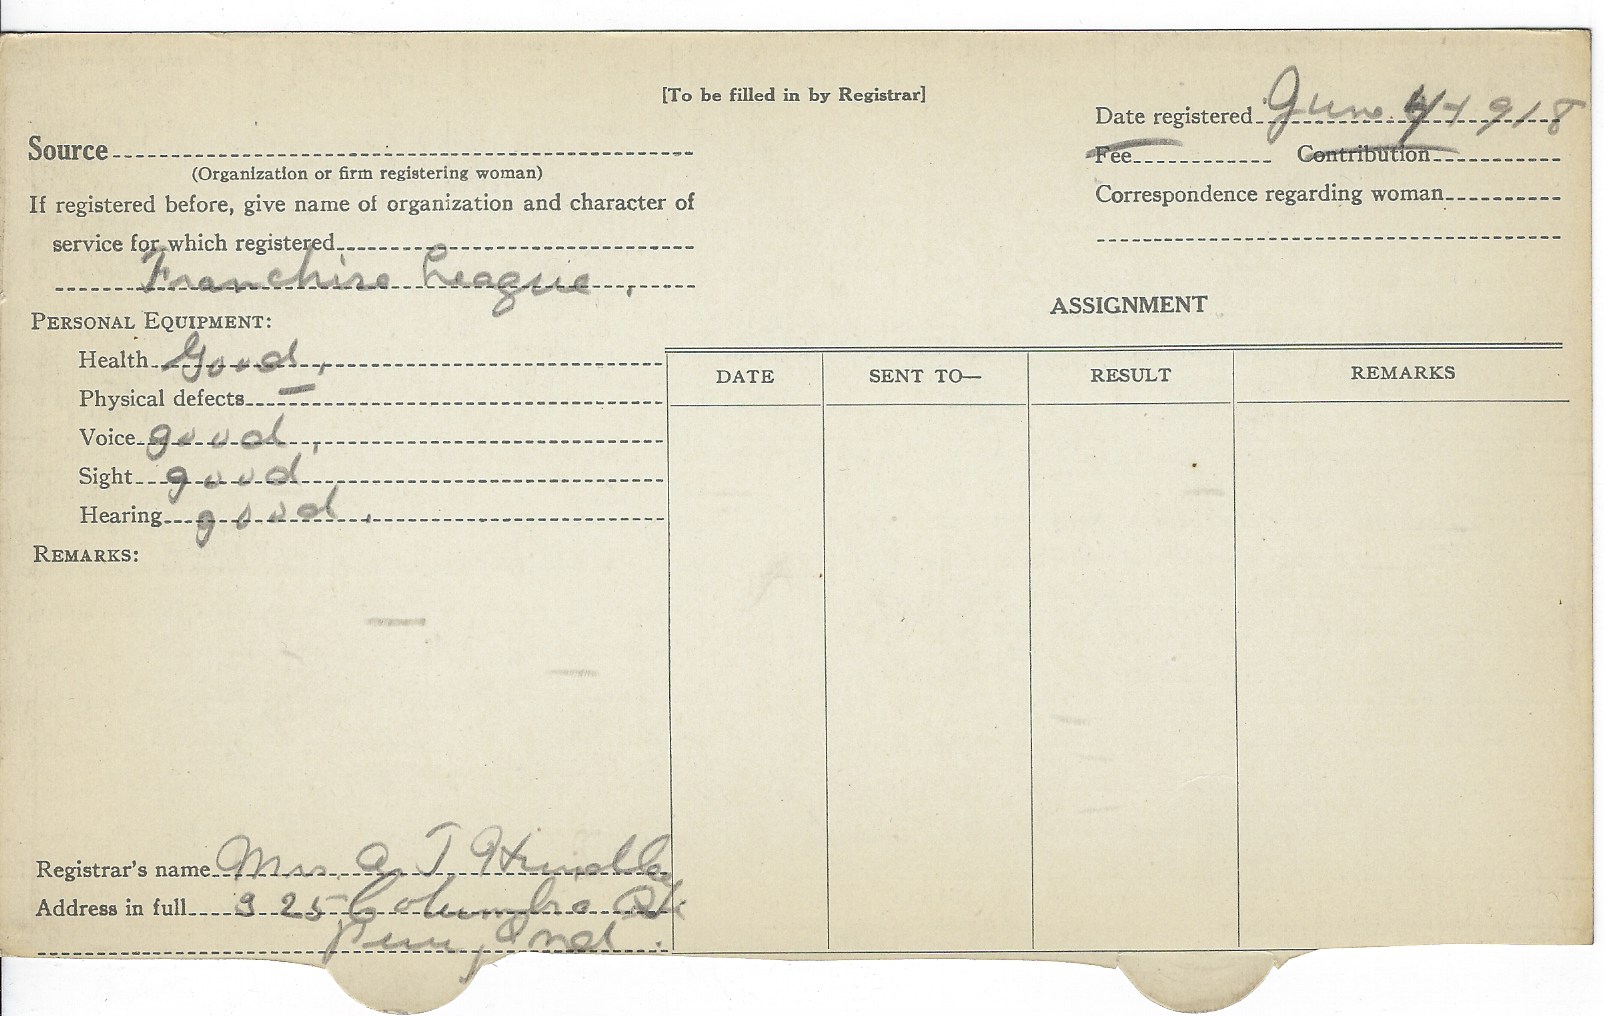 [To be filled in by Registrar]
Date registered June 4 1918
Source
Fee Contribution
(Organization or firm registering woman)
Correspondence regarding woman
If registered before, give name of organization and character of
service for which registered
Franchise League,
ASSIGNMENT
PERSONAL EQUIPMENT:
Health Good,
Physical defects —
Voice good,
Sight good
Hearing good.
DATE SENT TO— RESULT REMARKS
REMARKS:
Registrar's name Mrs. A. T.
Address in full 325 Columbia St.
Peru, Ind.